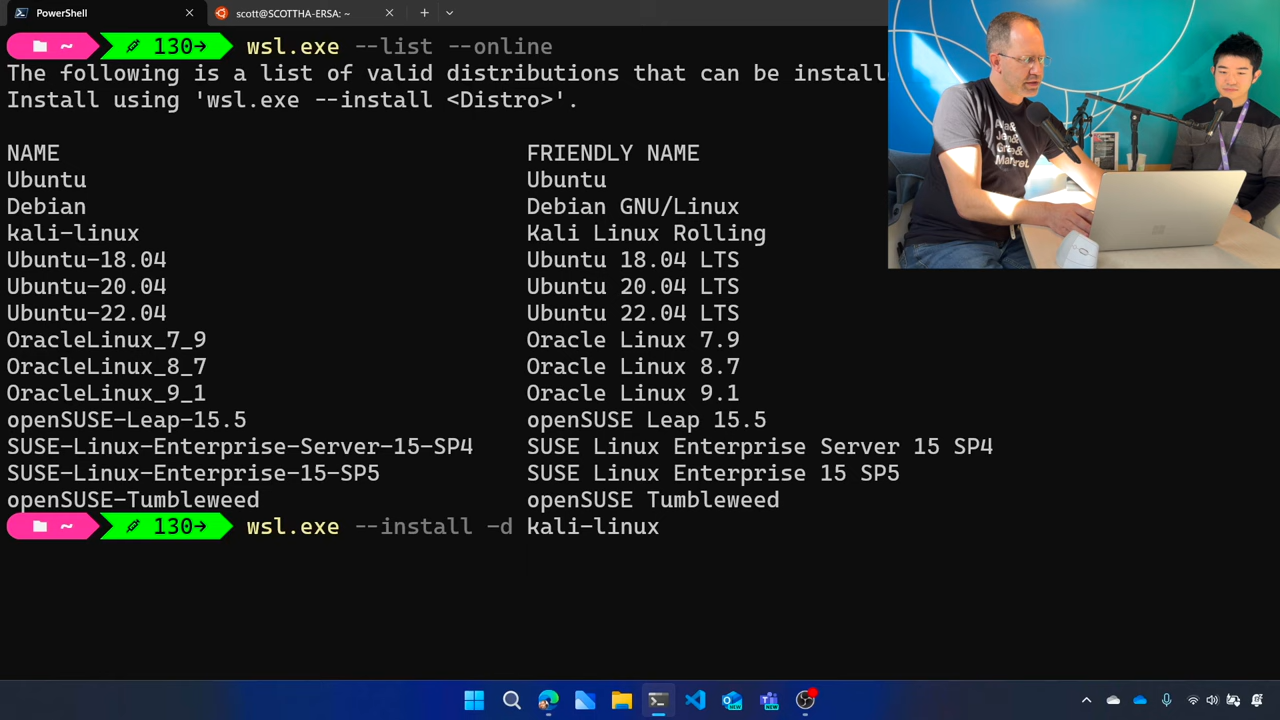 PowerShell
scott@SCOTTHA-ERSA: ~
~ 130→ wsl.exe --list --online
The following is a list of valid distributions that can be
Install using 'wsl.exe --install <Distro>'.
NAME FRIENDLY NAME
Ubuntu Ubuntu
Debian Debian GNU/Linux
kali-linux Kali Linux Rolling
Ubuntu-18.04 Ubuntu 18.04 LTS
Ubuntu-20.04 Ubuntu 20.04 LTS
Ubuntu-22.04 Ubuntu 22.04 LTS
OracleLinux_7_9 Oracle Linux 7.9
OracleLinux_8_7 Oracle Linux 8.7
OracleLinux_9_1 Oracle Linux 9.1
openSUSE-Leap-15.5 openSUSE Leap 15.5
SUSE-Linux-Enterprise-Server-15-SP4 SUSE Linux Enterprise Server 15 SP4
SUSE-Linux-Enterprise-15-SP5 SUSE Linux Enterprise 15 SP5
openSUSE-Tumbleweed openSUSE Tumbleweed
~ 130→ wsl.exe --install -d kali-linux
NEW
NEW